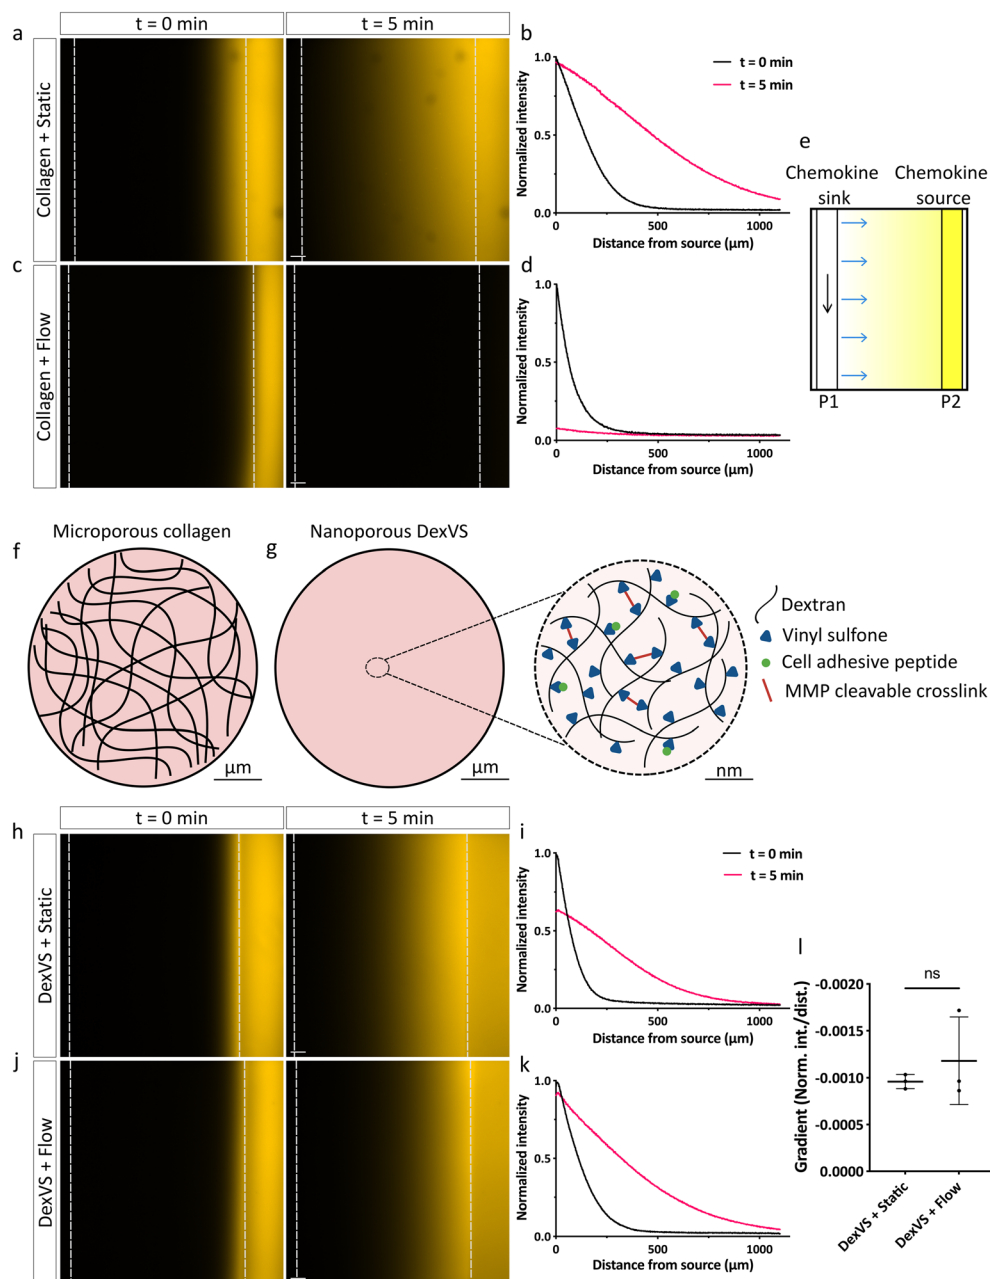 t = 0 min
t = 5 min
a
Collagen + Static
b
Normalized intensity
1.0
0.5
0.0
0
500
1000
Distance from source (µm)
t = 0 min
t = 5 min
c
Collagen + Flow
d
Normalized intensity
1.0
0.5
0.0
0
500
1000
Distance from source (µm)
e
Chemokine
sink
Chemokine
source
P1
P2
f
Microporous collagen
µm
g
Nanoporous DexVS
µm
nm
Dextran
Vinyl sulfone
Cell adhesive peptide
MMP cleavable crosslink
t = 0 min
t = 5 min
h
DexVS + Static
i
Normalized intensity
1.0
0.5
0.0
0
500
1000
Distance from source (µm)
t = 0 min
t = 5 min
j
DexVS + Flow
k
Normalized intensity
1.0
0.5
0.0
0
500
1000
Distance from source (µm)
l
Gradient (Norm. int./dist.)
-0.0020
-0.0015
-0.0010
-0.0005
0.0000
ns
DexVS + Static
DexVS + Flow